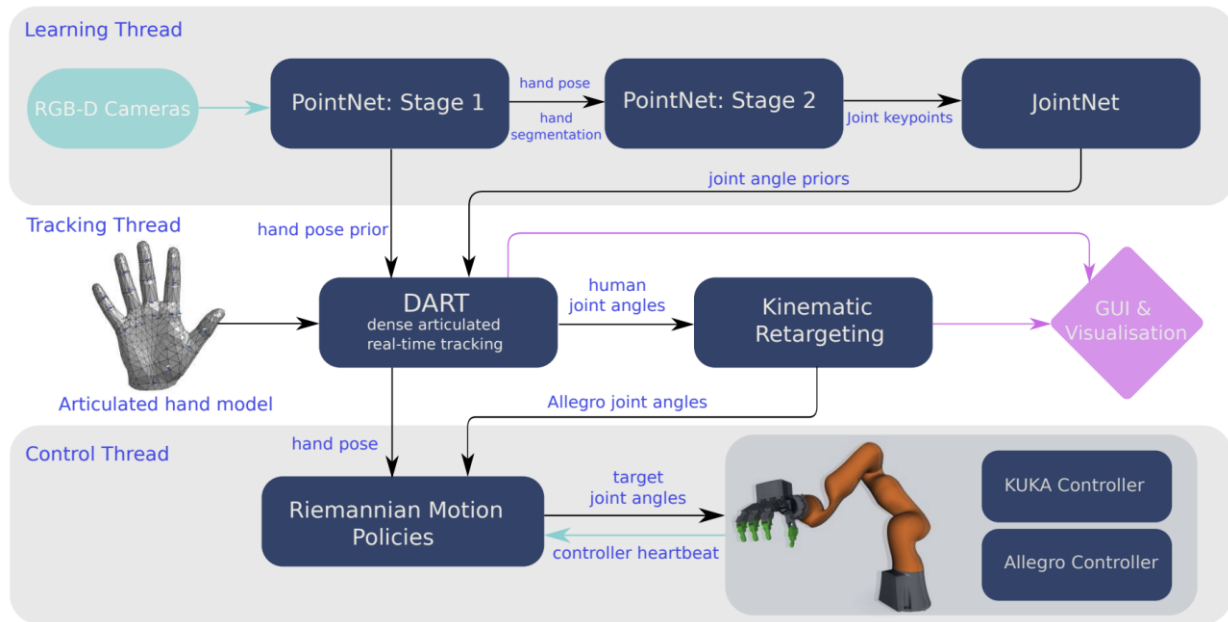 Learning Thread
RGB-D Cameras
PointNet: Stage 1
hand pose
hand
segmentation
PointNet: Stage 2
Joint keypoints
JointNet
joint angle priors
Tracking Thread
hand pose prior
DART
dense articulated
real-time tracking
human
joint angles
Kinematic
Retargeting
GUI &
Visualisation
Articulated hand model
Allegro joint angles
hand pose
Control Thread
Riemannian Motion
Policies
target
joint angles
controller heartbeat
KUKA Controller
Allegro Controller